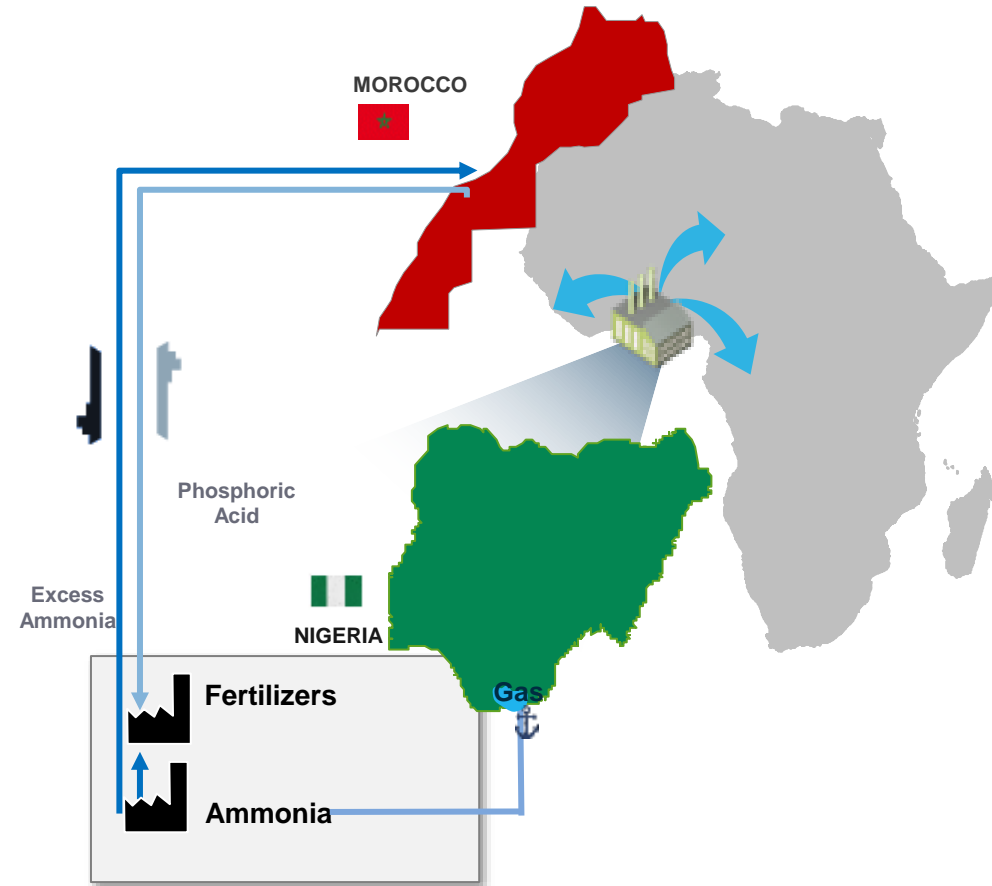 MOROCCO
Phosphoric
Acid
Excess
Ammonia
NIGERIA
Fertilizers
Gas
Ammonia